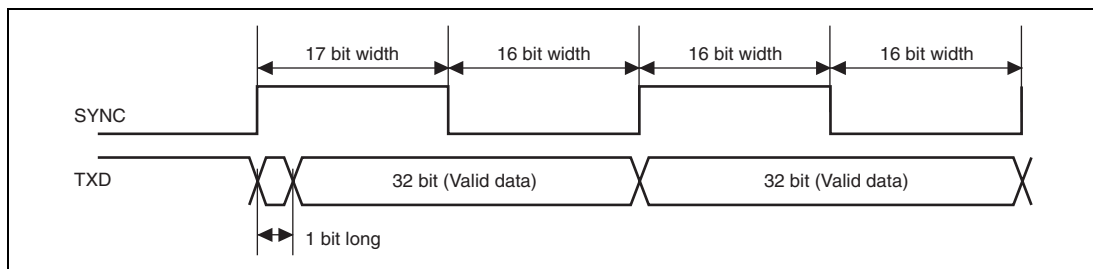 17 bit width 16 bit width 16 bit width 16 bit width
SYNC
TXD 32 bit (Valid data) 32 bit (Valid data)
1 bit long